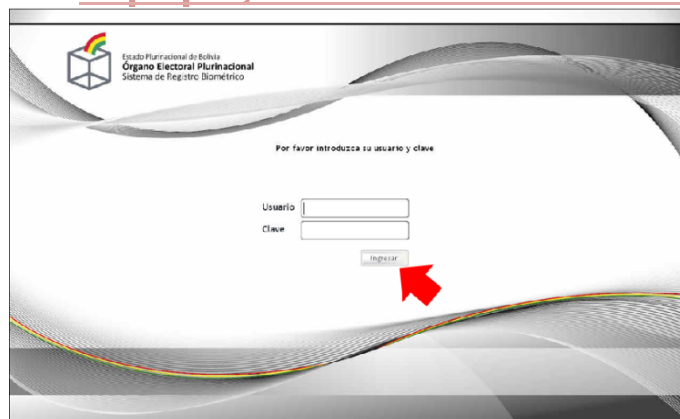 Estado Plurinacional de Bolivia
Órgano Electoral Plurinacional
Sistema de Registro Biométrico
Por favor introduzca su usuario y clave
Usuario
Clave
Ingresar